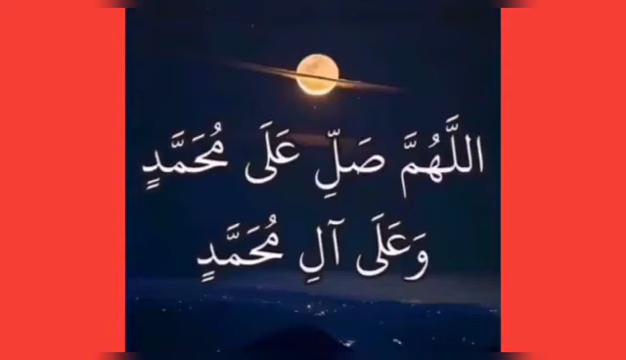 اللَّهُمَّ صَلِّ عَلَى مُحَمَّدٍ
وَعَلَى آلِ مُحَمَّدٍ